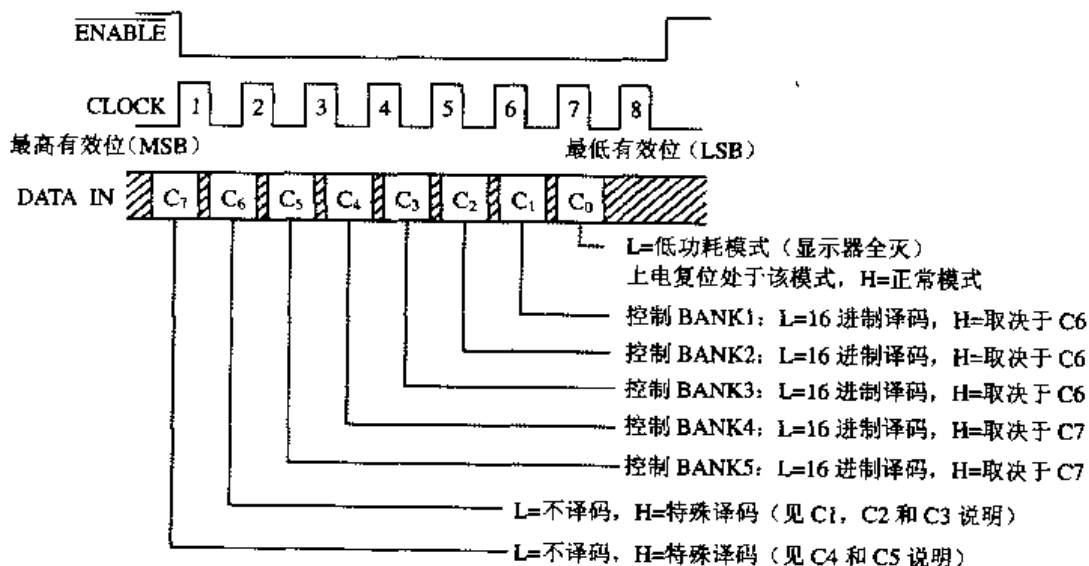 ENABLE
CLOCK 1 2 3 4 5 6 7 8
最高有效位(MSB) 最低有效位(LSB)
DATA IN C7 C6 C5 C4 C3 C2 C1 C0
L=低功耗模式(显示器全灭)
上电复位处于该模式,H=正常模式
控制 BANK1:L=16 进制译码,H=取决于 C6
控制 BANK2:L=16 进制译码,H=取决于 C6
控制 BANK3:L=16 进制译码,H=取决于 C6
控制 BANK4:L=16 进制译码,H=取决于 C7
控制 BANK5:L=16 进制译码,H=取决于 C7
L=不译码,H=特殊译码(见 C1,C2 和 C3 说明)
L=不译码,H=特殊译码(见 C4 和 C5 说明)